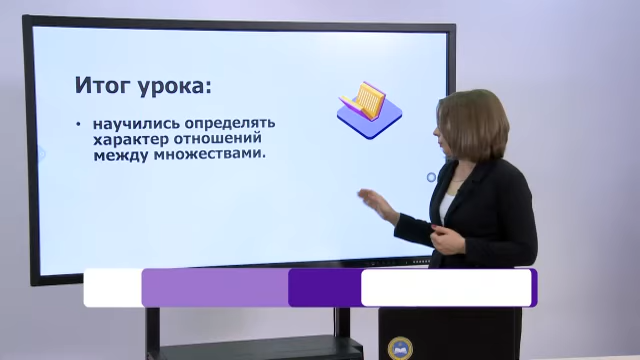 Итог урока:
• научились определять
характер отношений
между множествами.